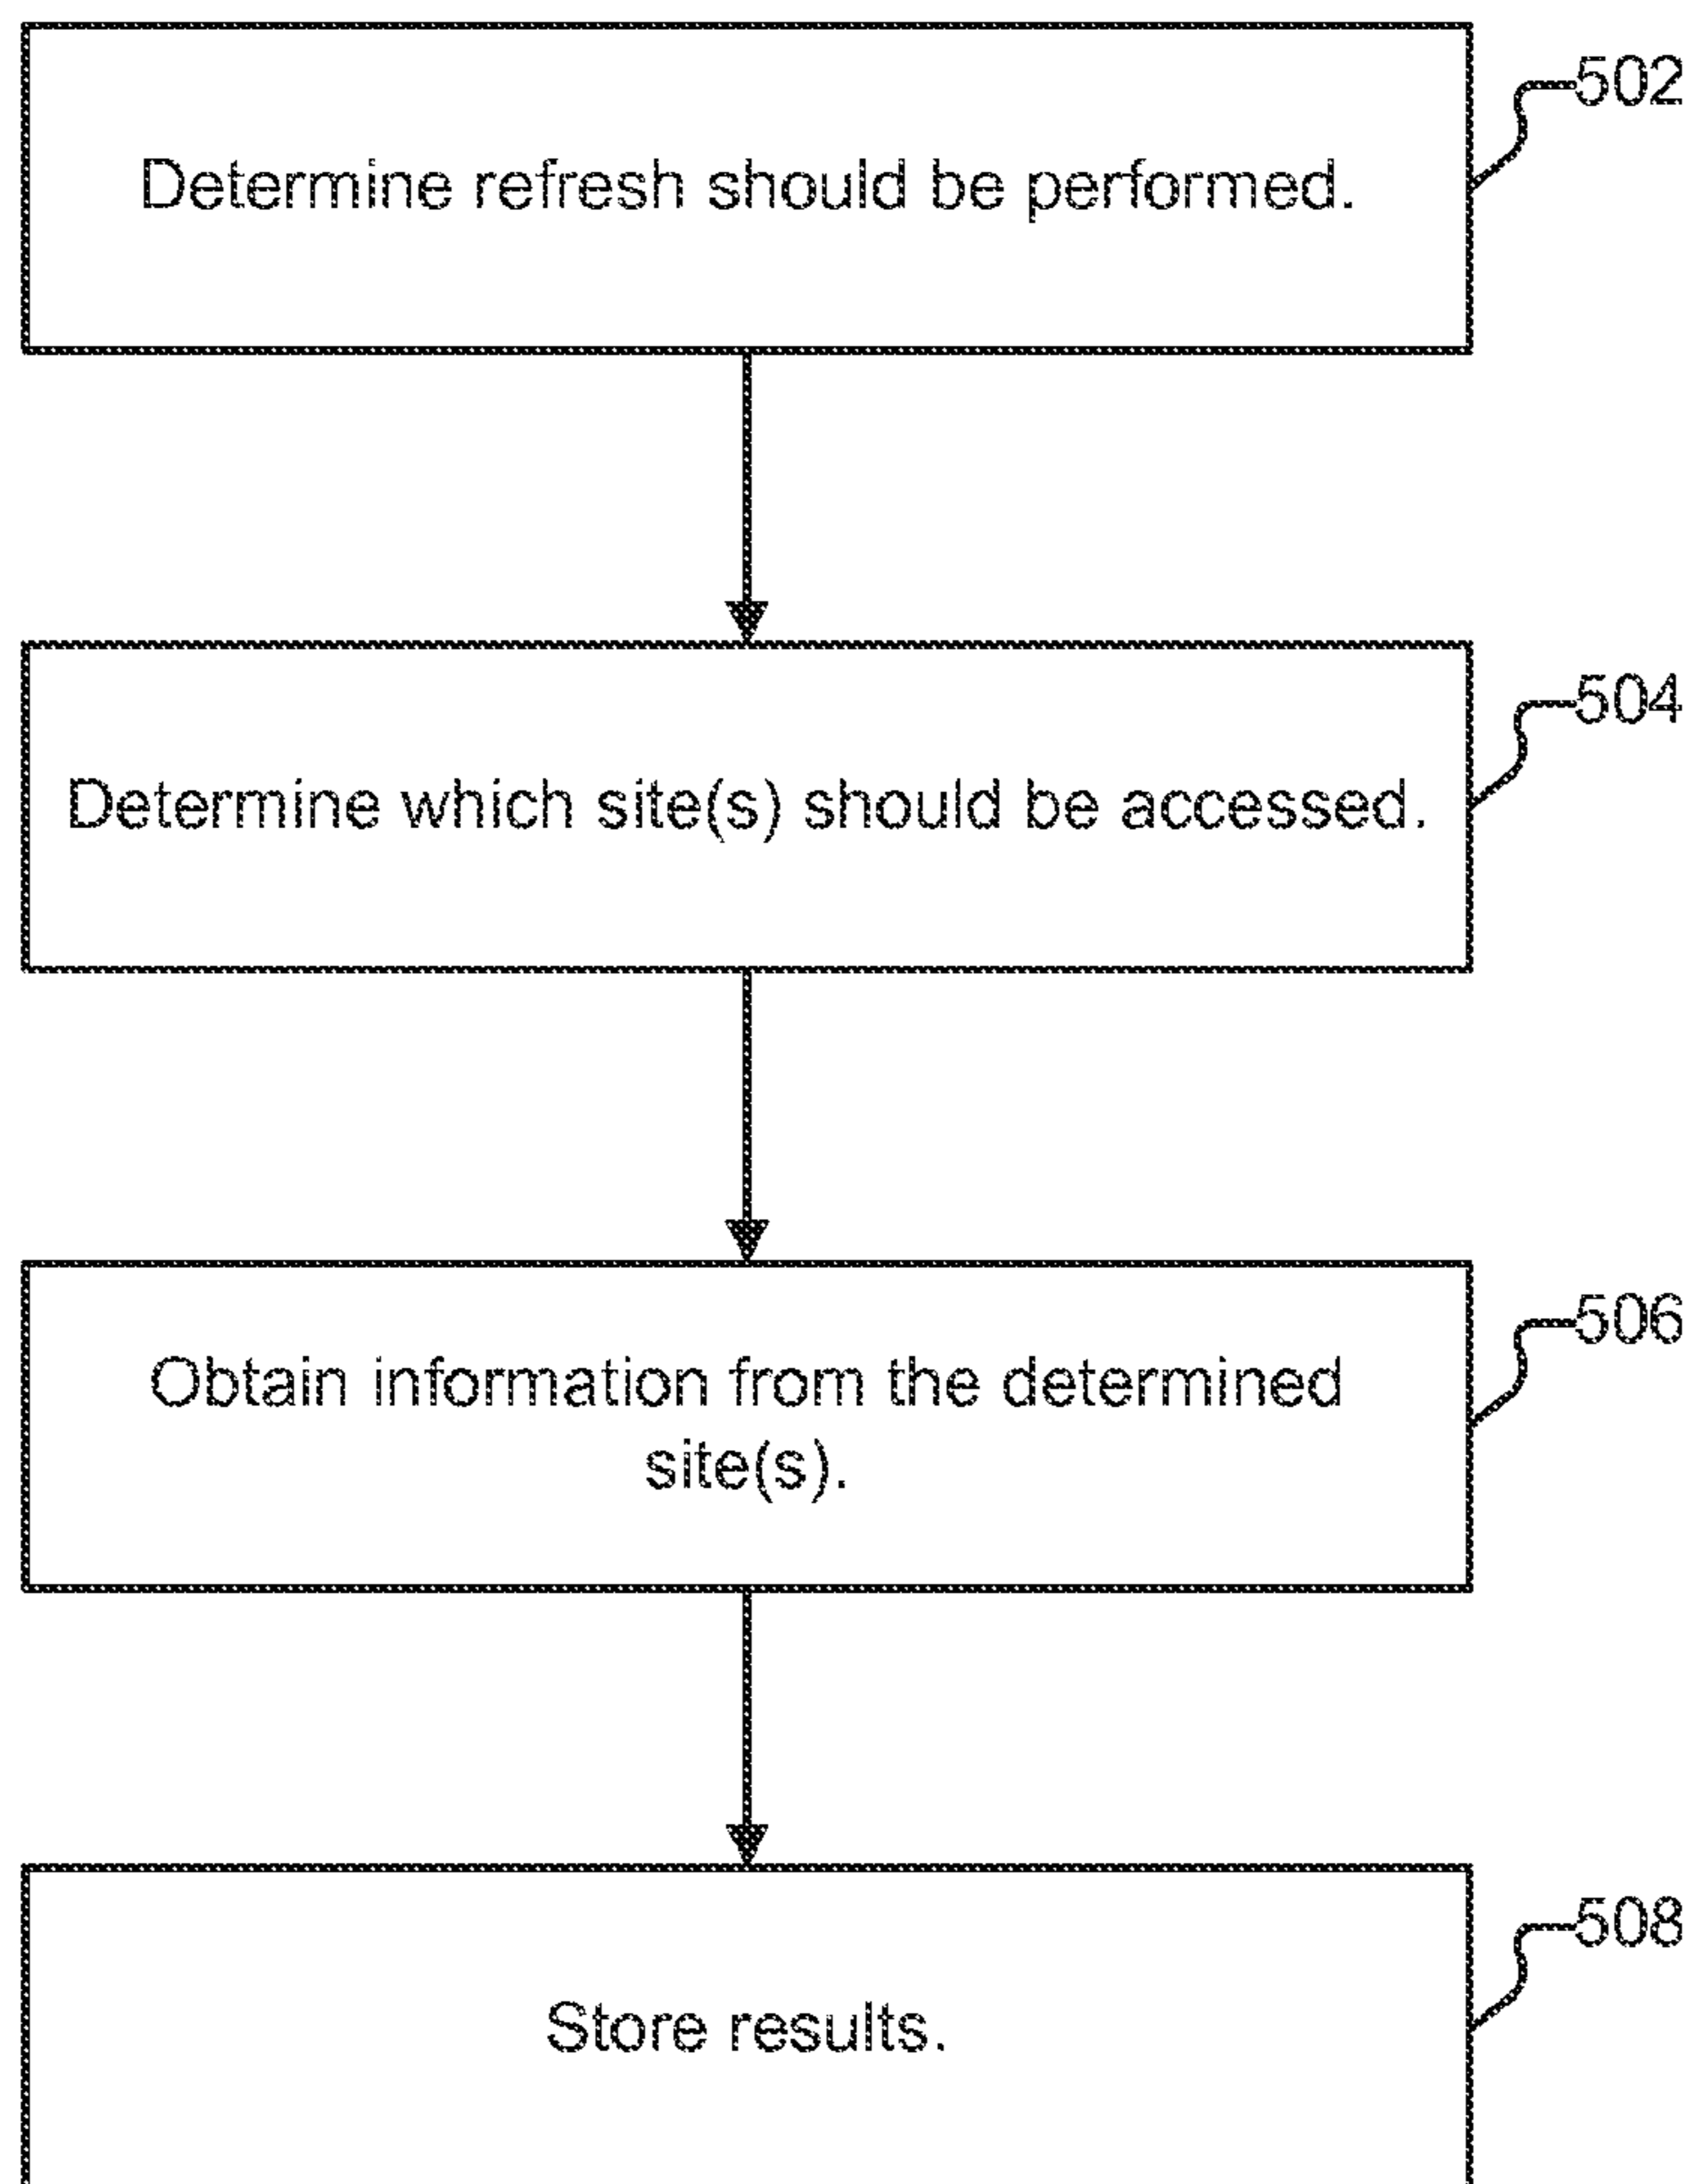 502
Determine refresh should be performed.
504
Determine which site(s) should be accessed.
506
Obtain information from the determined
site(s).
508
Store results.